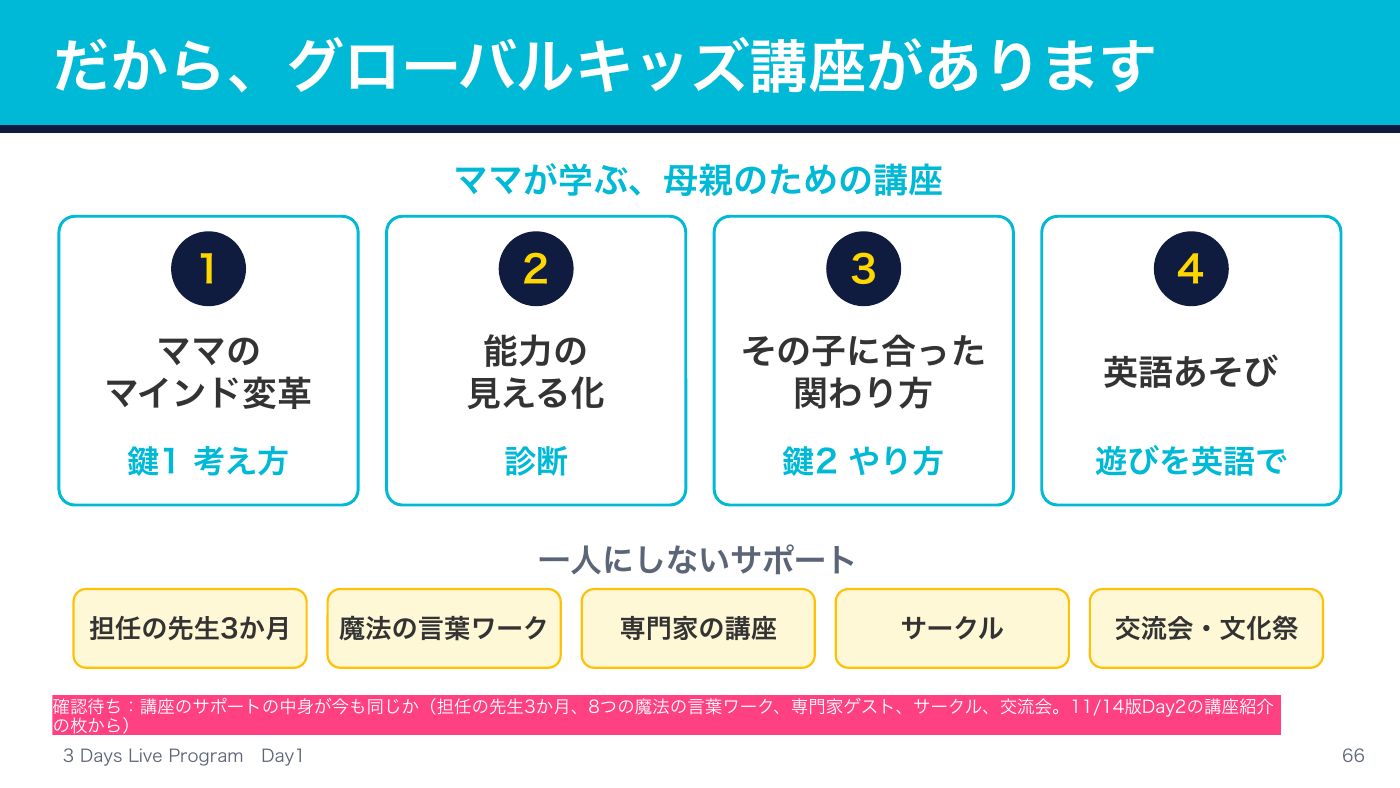 だから、グローバルキッズ講座があります
ママが学ぶ、母親のための講座
1
ママの
マインド変革
鍵1 考え方
2
能力の
見える化
診断
3
その子に合った
関わり方
鍵2 やり方
4
英語あそび
遊びを英語で
一人にしないサポート
担任の先生3か月
魔法の言葉ワーク
専門家の講座
サークル
交流会・文化祭
確認待ち：講座のサポートの中身が今も同じか（担任の先生3か月、8つの魔法の言葉ワーク、専門家ゲスト、サークル、交流会。11/14版Day2の講座紹介
の枚から）
3 Days Live Program Day1
66